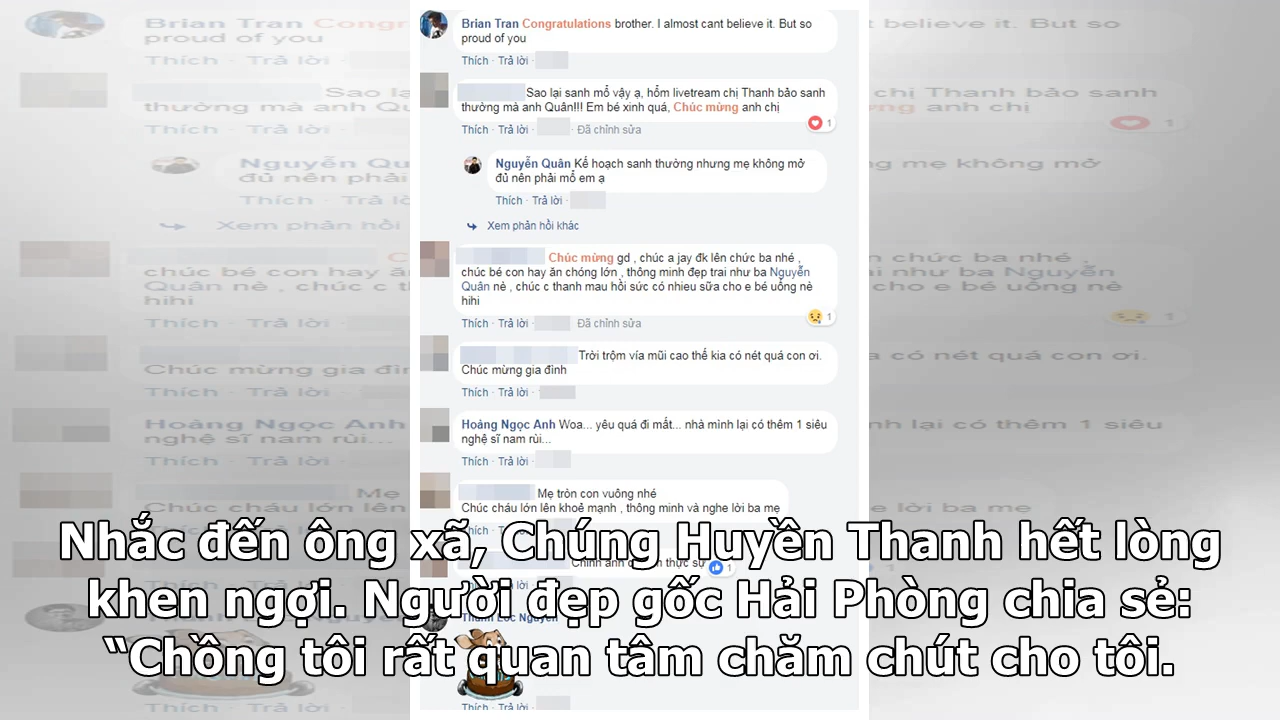 Brian Tran Congratulations brother. I almost cant believe it. But so
proud of you
Thích · Trả lời
Sao lại sanh mổ vậy ạ, hổm livetream chị Thanh bảo sanh
thường mà anh Quân!!! Em bé xinh quá, Chúc mừng anh chị
1
Thích · Trả lời · Đã chỉnh sửa
Nguyễn Quân Kế hoạch sanh thường nhưng mẹ không mở
đủ nên phải mổ em ạ
Thích · Trả lời
Xem phản hồi khác
Chúc mừng gd , chúc a jay đk lên chức ba nhé ,
chúc bé con hay ăn chóng lớn , thông minh đẹp trai như ba Nguyễn
Quân nè , chúc c thanh mau hồi sức có nhieu sữa cho e bé uống nè
hihi
1
Thích · Trả lời · Đã chỉnh sửa
Trời trộm vía mũi cao thế kia có nét quá con ơi.
Chúc mừng gia đình
Thích · Trả lời
Hoàng Ngọc Anh Woa... yêu quá đi mất... nhà mình lại có thêm 1 siêu
nghệ sĩ nam rùi...
Thích · Trả lời
Mẹ tròn con vuông nhé
Chúc cháu lớn lên khoẻ mạnh , thông minh và nghe lời ba mẹ
Nhắc đến ông xã, Chúng Huyền Thanh hết lòng
khen ngợi. Người đẹp gốc Hải Phòng chia sẻ:
“Chồng tôi rất quan tâm chăm chút cho tôi.
Thích · Trả lời